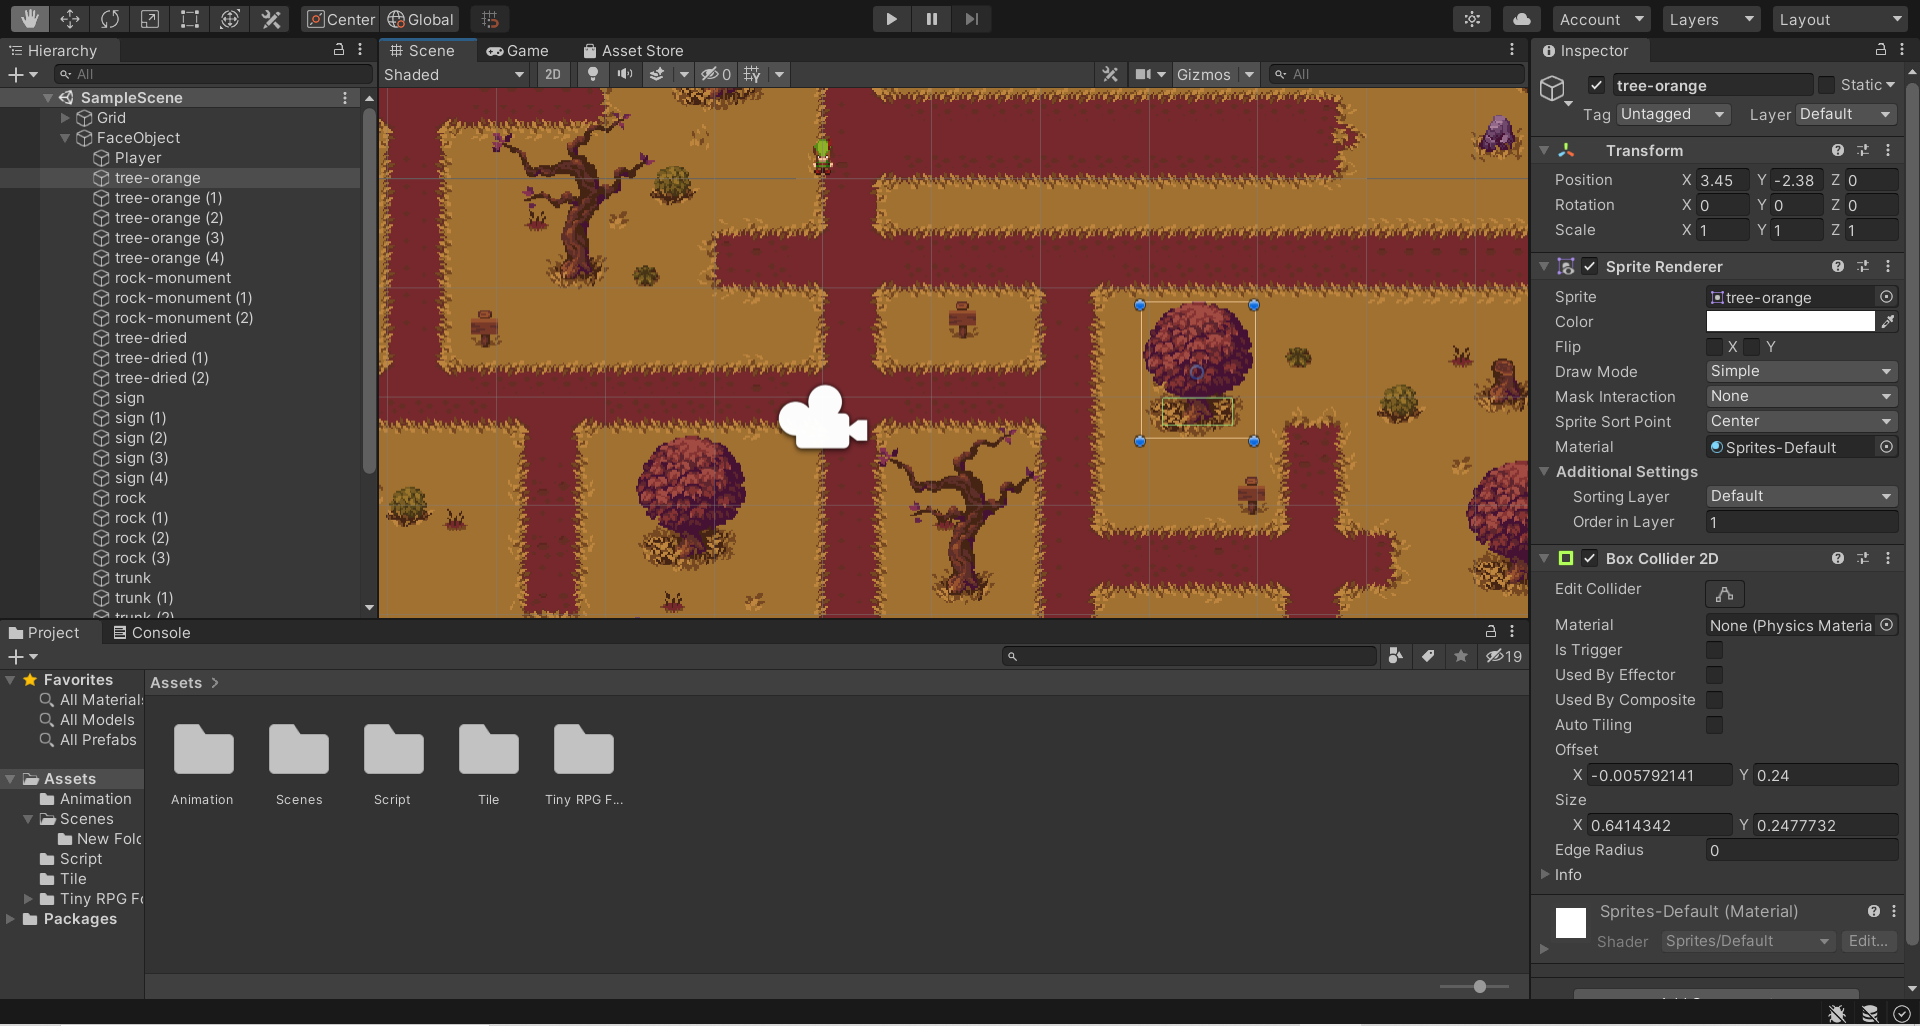 Center
Global
Account
Layers
Layout
Hierarchy
All
SampleScene
Grid
FaceObject
Player
tree-orange
tree-orange (1)
tree-orange (2)
tree-orange (3)
tree-orange (4)
rock-monument
rock-monument (1)
rock-monument (2)
tree-dried
tree-dried (1)
tree-dried (2)
sign
sign (1)
sign (2)
sign (3)
sign (4)
rock
rock (1)
rock (2)
rock (3)
trunk
trunk (1)
trunk (2)
Scene
Game
Asset Store
Shaded
2D
0
Gizmos
All
Inspector
tree-orange
Static
Tag Untagged
Layer Default
Transform
Position X 3.45 Y -2.38 Z 0
Rotation X 0 Y 0 Z 0
Scale X 1 Y 1 Z 1
Sprite Renderer
Sprite tree-orange
Color
Flip X Y
Draw Mode Simple
Mask Interaction None
Sprite Sort Point Center
Material Sprites-Default
Additional Settings
Sorting Layer Default
Order in Layer 1
Box Collider 2D
Edit Collider
Material None (Physics Materia
Is Trigger
Used By Effector
Used By Composite
Auto Tiling
Offset
X -0.005792141 Y 0.24
Size
X 0.6414342 Y 0.2477732
Edge Radius 0
Info
Sprites-Default (Material)
Shader Sprites/Default Edit...
Project
Console
19
Favorites
All Materials
All Models
All Prefabs
Assets
Animation
Scenes
New Folc
Script
Tile
Tiny RPG Fo
Packages
Assets >
Animation
Scenes
Script
Tile
Tiny RPG F...